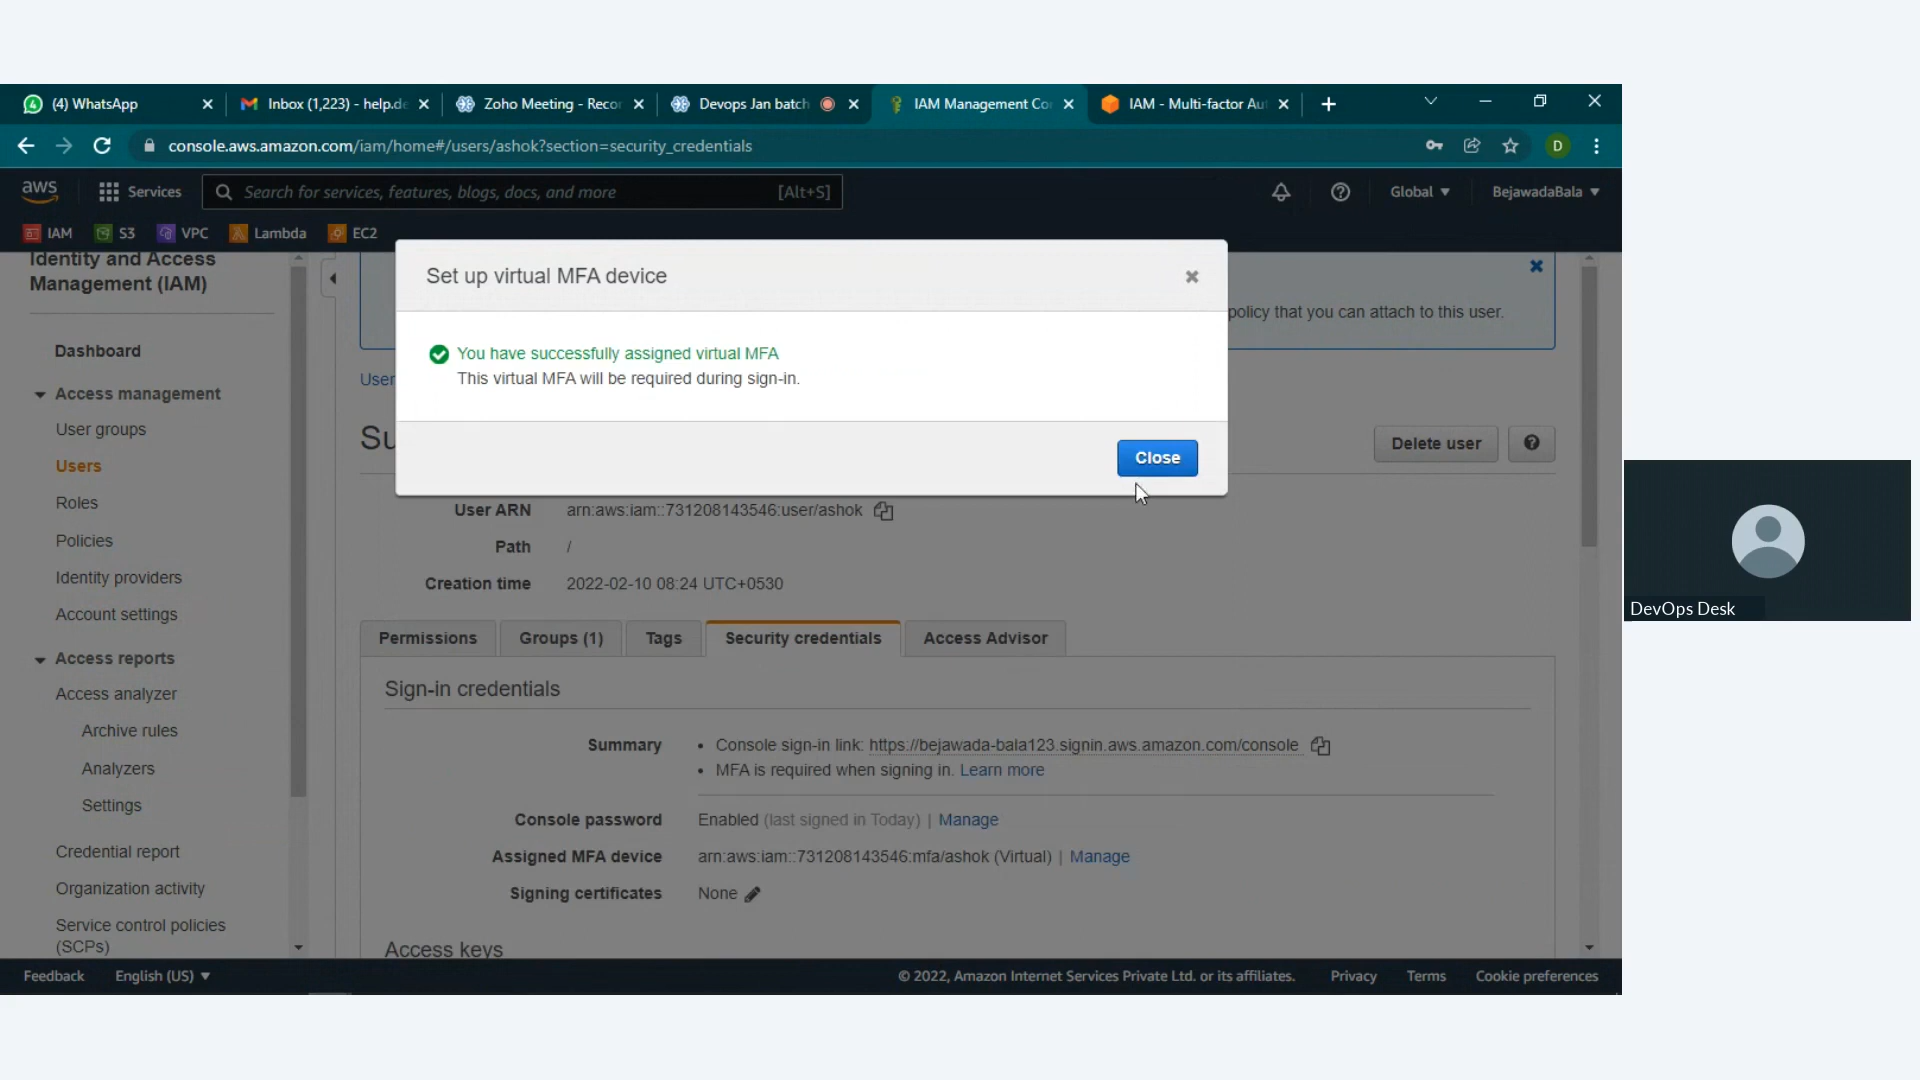 (4) WhatsApp
Inbox (1,223) - help.de
Zoho Meeting - Recor
Devops Jan batch
IAM Management Co
IAM - Multi-factor Aut
console.aws.amazon.com/iam/home#/users/ashok?section=security_credentials
D
aws
Services
Search for services, features, blogs, docs, and more
[Alt+S]
Global
BejawadaBala
IAM
S3
VPC
Lambda
EC2
Identity and Access
Management (IAM)
Dashboard
Access management
User groups
Users
Roles
Policies
Identity providers
Account settings
Access reports
Access analyzer
Archive rules
Analyzers
Settings
Credential report
Organization activity
Service control policies
(SCPs)
Set up virtual MFA device
You have successfully assigned virtual MFA
This virtual MFA will be required during sign-in.
Close
policy that you can attach to this user.
User
Su
Delete user
User ARN arn:aws:iam::731208143546:user/ashok
Path /
Creation time 2022-02-10 08:24 UTC+0530
Permissions
Groups (1)
Tags
Security credentials
Access Advisor
Sign-in credentials
Summary
• Console sign-in link: https://bejawada-bala123.signin.aws.amazon.com/console
• MFA is required when signing in. Learn more
Console password Enabled (last signed in Today) | Manage
Assigned MFA device arn:aws:iam::731208143546:mfa/ashok (Virtual) | Manage
Signing certificates None
Access keys
Feedback
English (US)
© 2022, Amazon Internet Services Private Ltd. or its affiliates.
Privacy
Terms
Cookie preferences
DevOps Desk